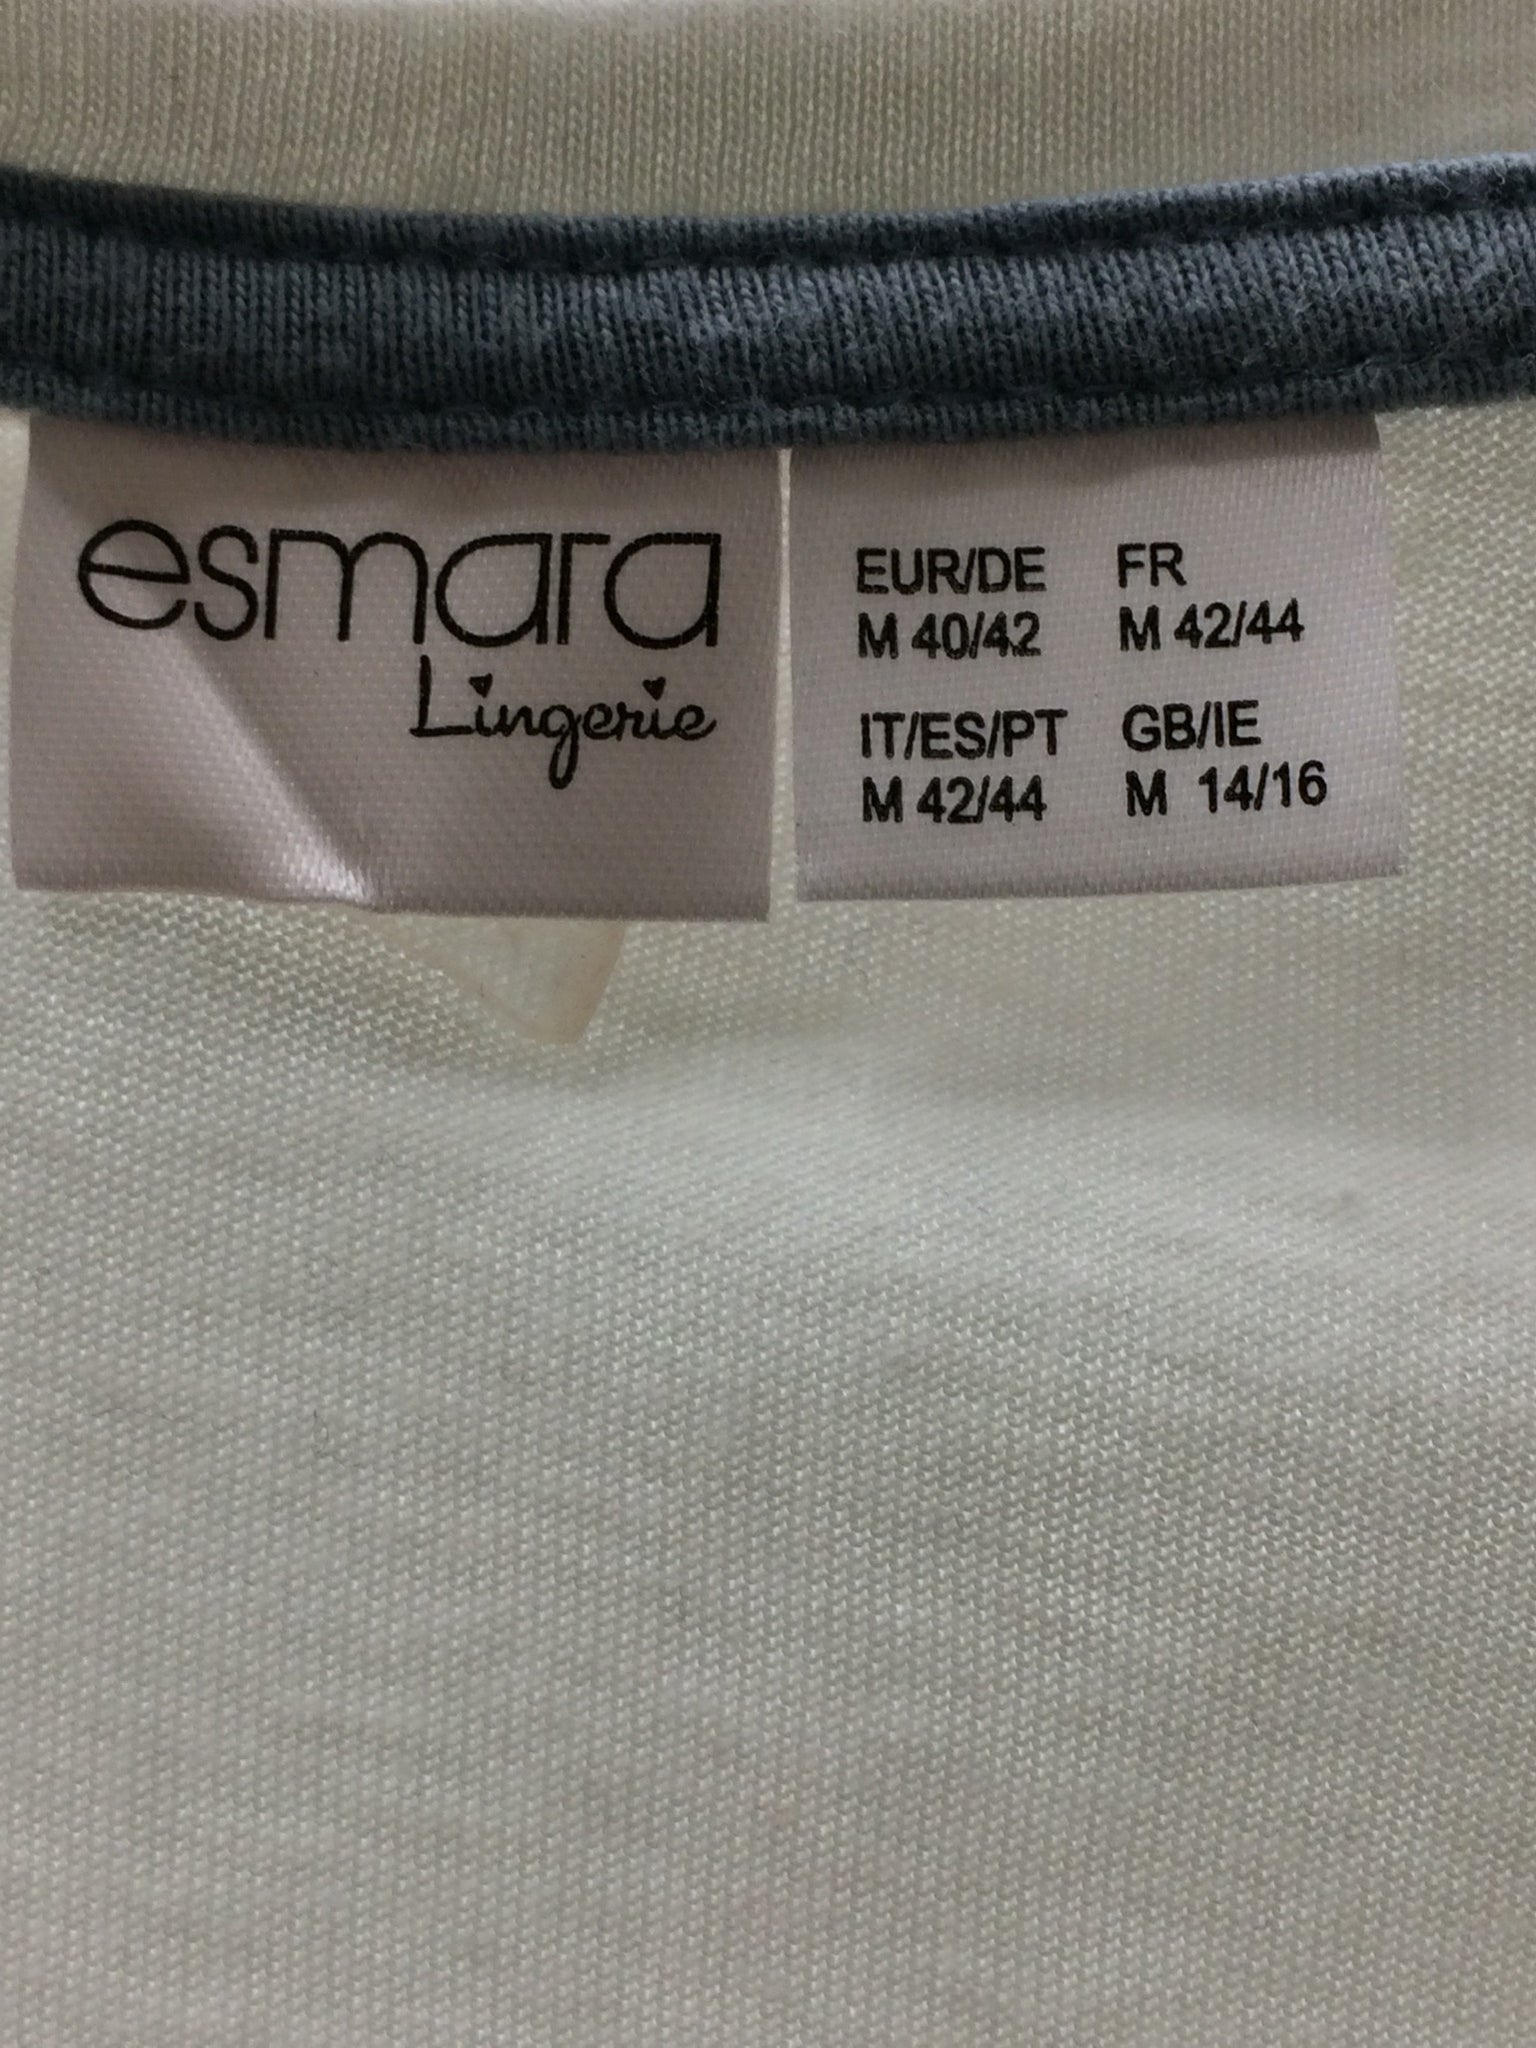 esmara
Lingerie
EUR/DE FR
M 40/42 M 42/44
IT/ES/PT GB/IE
M 42/44 M 14/16